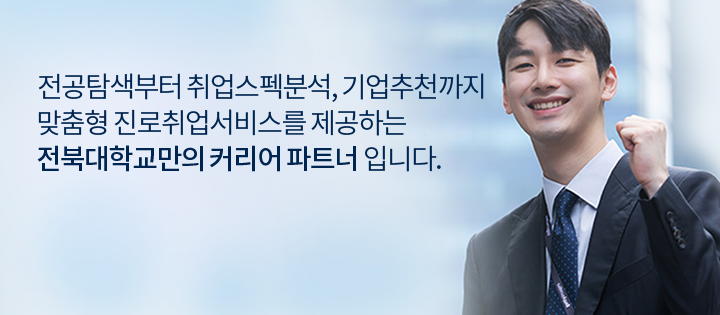 전공탐색부터 취업스펙분석, 기업추천까지
맞춤형 진로취업서비스를 제공하는
전북대학교만의 커리어 파트너 입니다.